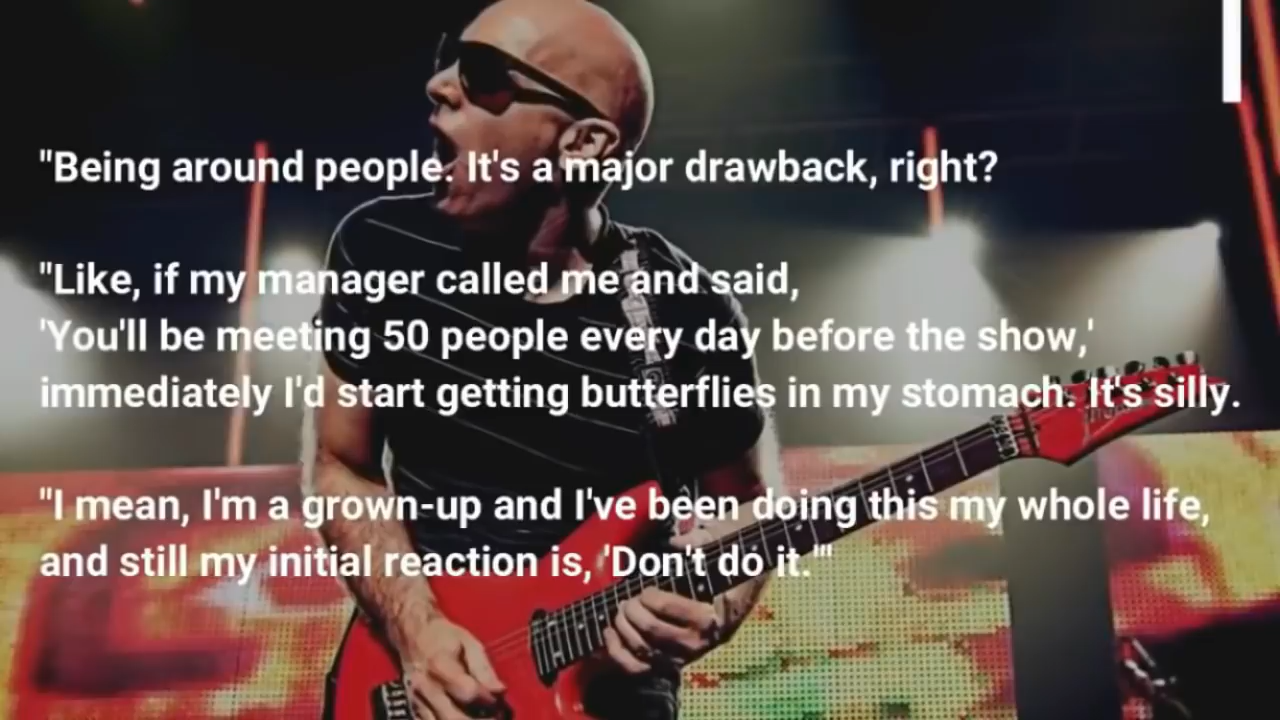 "Being around people. It's a major drawback, right?
"Like, if my manager called me and said,
'You'll be meeting 50 people every day before the show,'
immediately I'd start getting butterflies in my stomach. It's silly.
"I mean, I'm a grown-up and I've been doing this my whole life,
and still my initial reaction is, 'Don't do it.'"